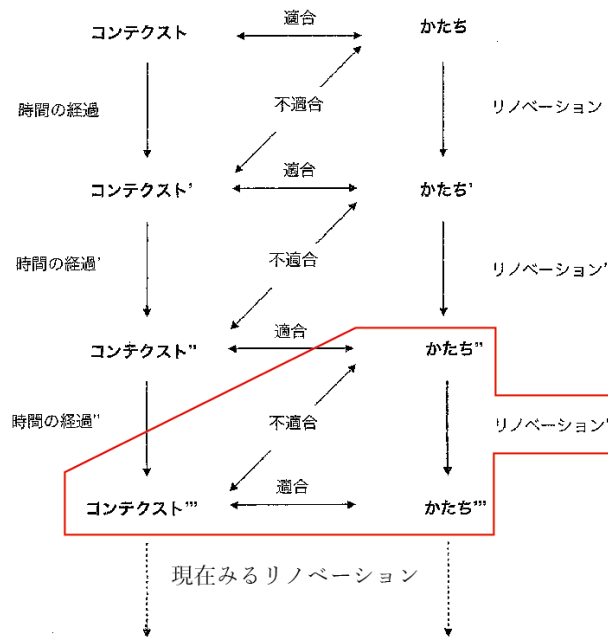 適合
コンテクスト
かたち
時間の経過
不適合
リノベーション
適合
コンテクスト'
かたち'
時間の経過'
不適合
リノベーション'
適合
コンテクスト"
かたち"
時間の経過"
不適合
リノベーション"
適合
コンテクスト'''
かたち'''
現在みるリノベーション